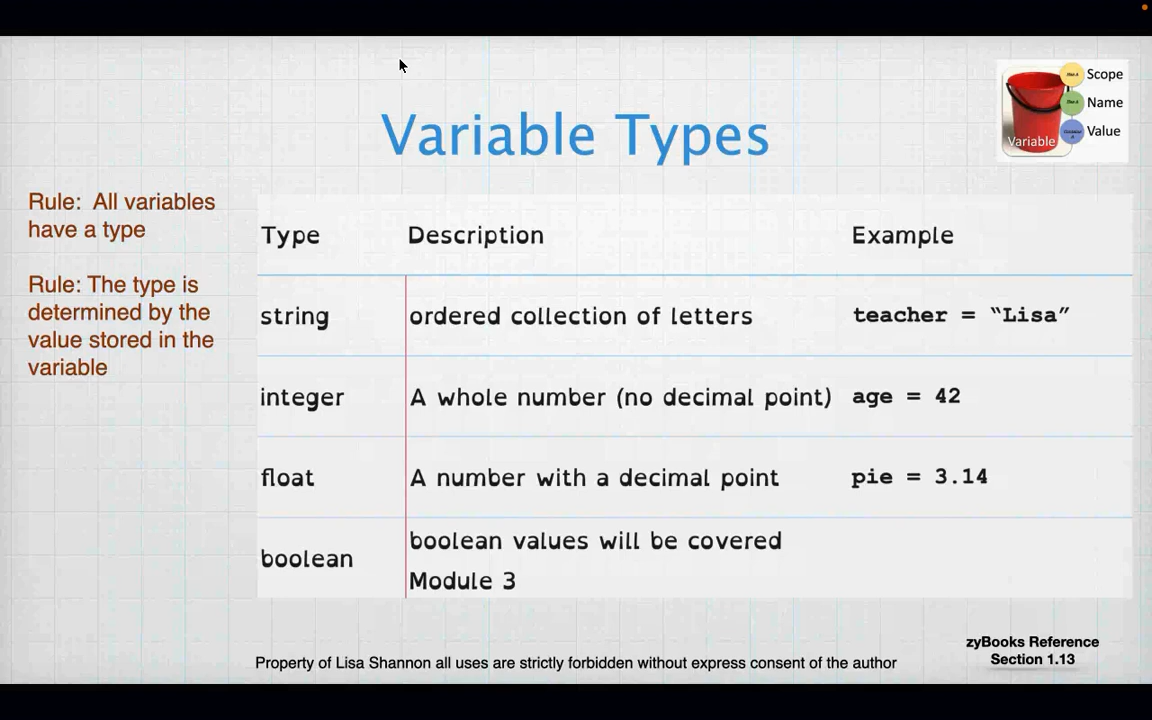 Variable Types
Scope
Name
Value
Variable
Rule:  All variables
have a type
Rule: The type is
determined by the
value stored in the
variable
Type Description Example
string ordered collection of letters teacher = “Lisa”
integer A whole number (no decimal point) age = 42
float A number with a decimal point pie = 3.14
boolean boolean values will be covered
Module 3
zyBooks Reference
Section 1.13
Property of Lisa Shannon all uses are strictly forbidden without express consent of the author